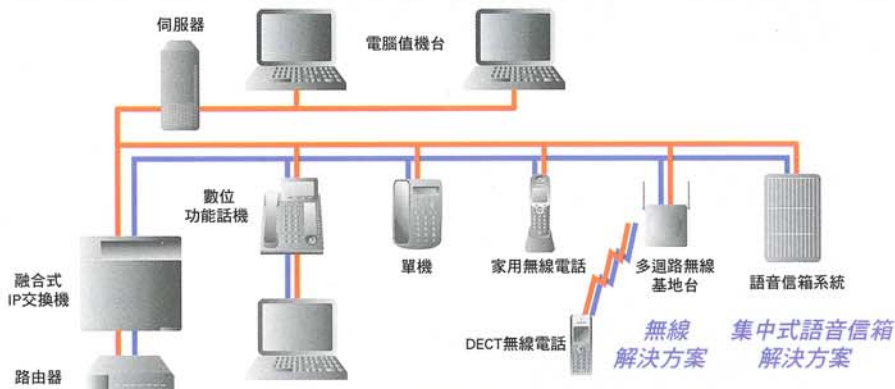 伺服器
電腦值機台
數位
功能話機
單機
家用無線電話
多迴路無線
基地台
語音信箱系統
融合式
IP交換機
DECT無線電話
無線
解決方案
集中式語音信箱
解決方案
路由器